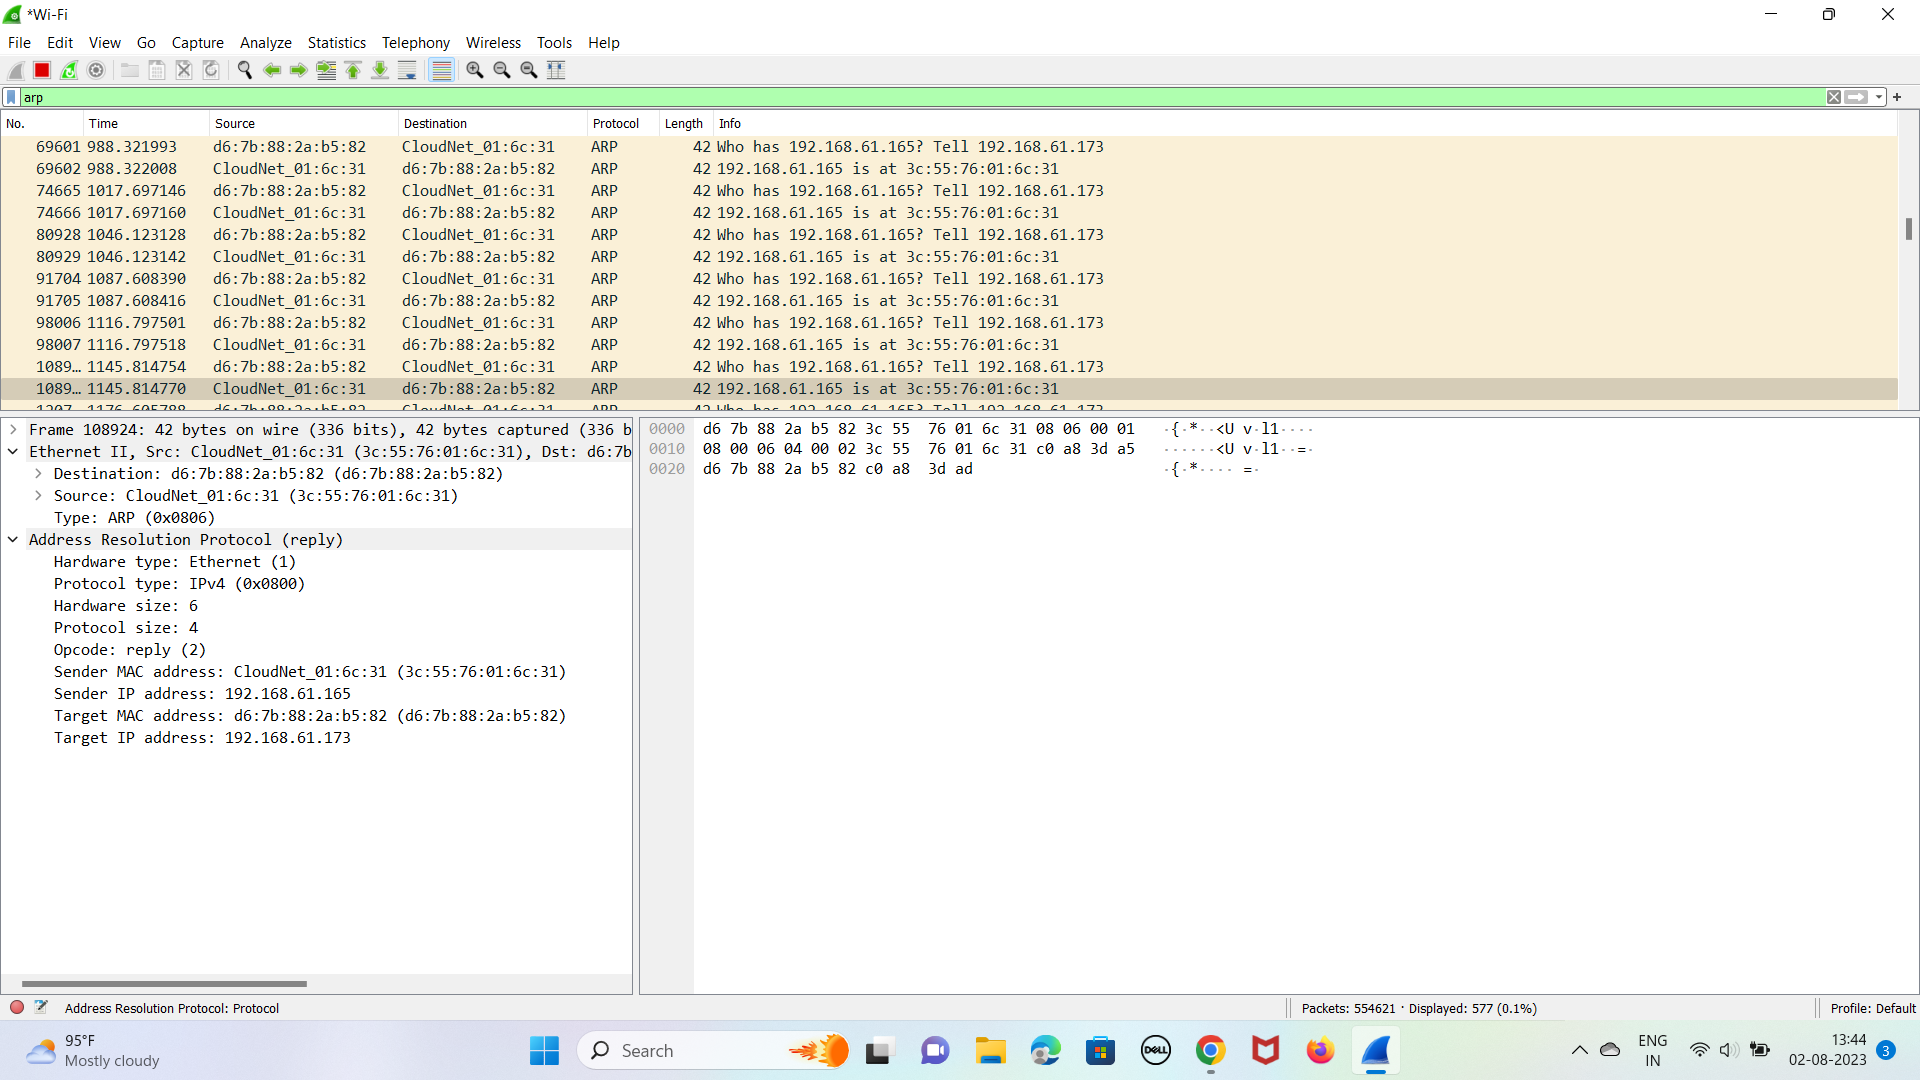 *Wi-Fi
File Edit View Go Capture Analyze Statistics Telephony Wireless Tools Help
arp
No. Time Source Destination Protocol Length Info
69601 988.321993 d6:7b:88:2a:b5:82 CloudNet_01:6c:31 ARP 42 Who has 192.168.61.165? Tell 192.168.61.173
69602 988.322008 CloudNet_01:6c:31 d6:7b:88:2a:b5:82 ARP 42 192.168.61.165 is at 3c:55:76:01:6c:31
74665 1017.697146 d6:7b:88:2a:b5:82 CloudNet_01:6c:31 ARP 42 Who has 192.168.61.165? Tell 192.168.61.173
74666 1017.697160 CloudNet_01:6c:31 d6:7b:88:2a:b5:82 ARP 42 192.168.61.165 is at 3c:55:76:01:6c:31
80928 1046.123128 d6:7b:88:2a:b5:82 CloudNet_01:6c:31 ARP 42 Who has 192.168.61.165? Tell 192.168.61.173
80929 1046.123142 CloudNet_01:6c:31 d6:7b:88:2a:b5:82 ARP 42 192.168.61.165 is at 3c:55:76:01:6c:31
91704 1087.608390 d6:7b:88:2a:b5:82 CloudNet_01:6c:31 ARP 42 Who has 192.168.61.165? Tell 192.168.61.173
91705 1087.608416 CloudNet_01:6c:31 d6:7b:88:2a:b5:82 ARP 42 192.168.61.165 is at 3c:55:76:01:6c:31
98006 1116.797501 d6:7b:88:2a:b5:82 CloudNet_01:6c:31 ARP 42 Who has 192.168.61.165? Tell 192.168.61.173
98007 1116.797518 CloudNet_01:6c:31 d6:7b:88:2a:b5:82 ARP 42 192.168.61.165 is at 3c:55:76:01:6c:31
1089… 1145.814754 d6:7b:88:2a:b5:82 CloudNet_01:6c:31 ARP 42 Who has 192.168.61.165? Tell 192.168.61.173
1089… 1145.814770 CloudNet_01:6c:31 d6:7b:88:2a:b5:82 ARP 42 192.168.61.165 is at 3c:55:76:01:6c:31
Frame 108924: 42 bytes on wire (336 bits), 42 bytes captured (336 b
Ethernet II, Src: CloudNet_01:6c:31 (3c:55:76:01:6c:31), Dst: d6:7b
Destination: d6:7b:88:2a:b5:82 (d6:7b:88:2a:b5:82)
Source: CloudNet_01:6c:31 (3c:55:76:01:6c:31)
Type: ARP (0x0806)
Address Resolution Protocol (reply)
Hardware type: Ethernet (1)
Protocol type: IPv4 (0x0800)
Hardware size: 6
Protocol size: 4
Opcode: reply (2)
Sender MAC address: CloudNet_01:6c:31 (3c:55:76:01:6c:31)
Sender IP address: 192.168.61.165
Target MAC address: d6:7b:88:2a:b5:82 (d6:7b:88:2a:b5:82)
Target IP address: 192.168.61.173
0000 d6 7b 88 2a b5 82 3c 55 76 01 6c 31 08 06 00 01 ·{·*··<U v·l1····
0010 08 00 06 04 00 02 3c 55 76 01 6c 31 c0 a8 3d a5 ······<U v·l1··=·
0020 d6 7b 88 2a b5 82 c0 a8 3d ad ·{·*···· =·
Address Resolution Protocol: Protocol
Packets: 554621 · Displayed: 577 (0.1%)
Profile: Default
95°F
Mostly cloudy
Search
DELL
ENG
IN
13:44
02-08-2023
3